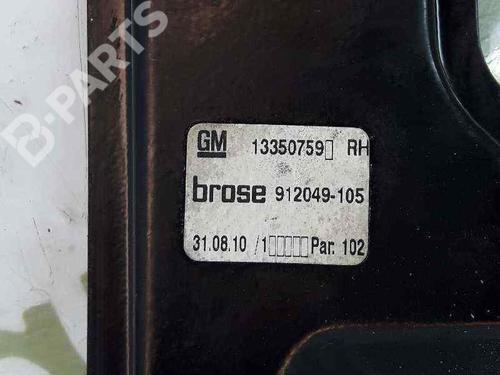 B-PARTS
GM 13350759▯ RH
brose 912049-105
31.08.10 /1▯▯▯▯▯Par. 102